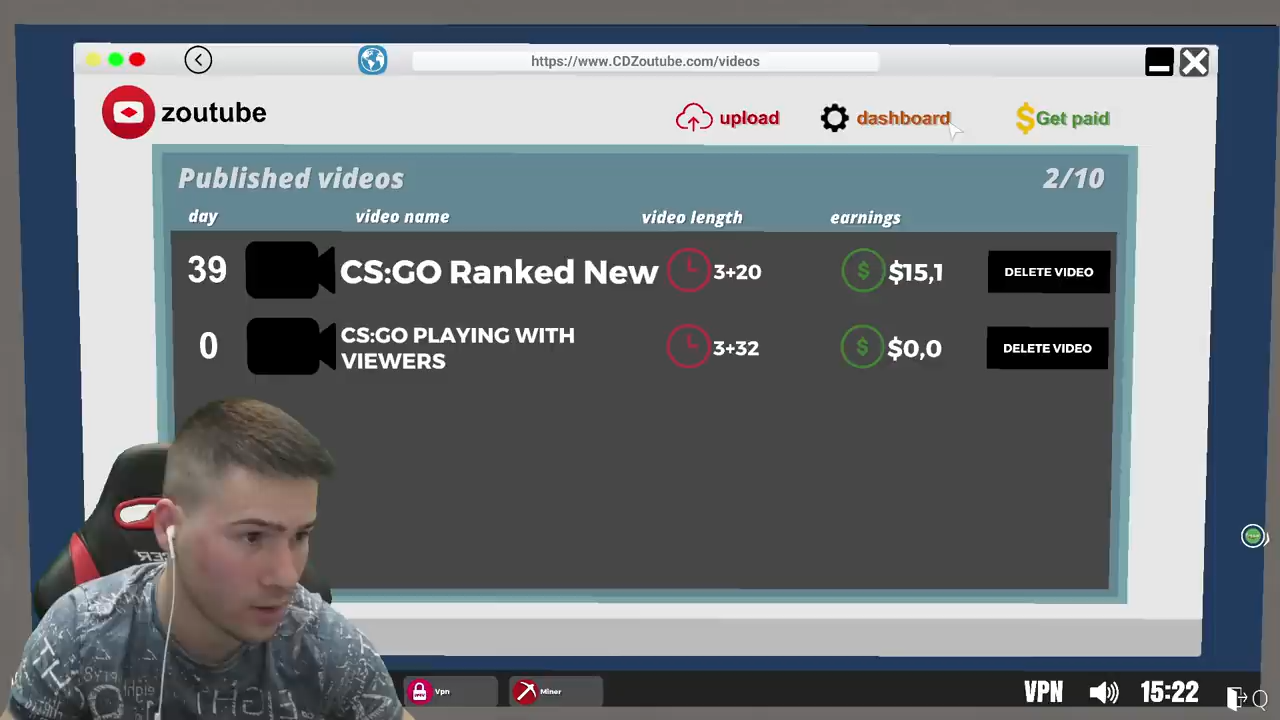 https://www.CDZoutube.com/videos
zoutube
upload
dashboard
Get paid
Published videos
2/10
day
video name
video length
earnings
39
CS:GO Ranked New
3+20
$15,1
DELETE VIDEO
0
CS:GO PLAYING WITH
VIEWERS
3+32
$0,0
DELETE VIDEO
Vpn
Miner
VPN
15:22
Q